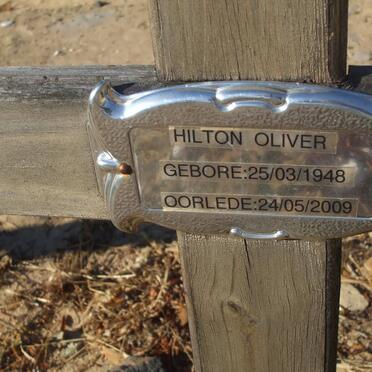 HILTON OLIVER
GEBORE:25/03/1948
OORLEDE:24/05/2009